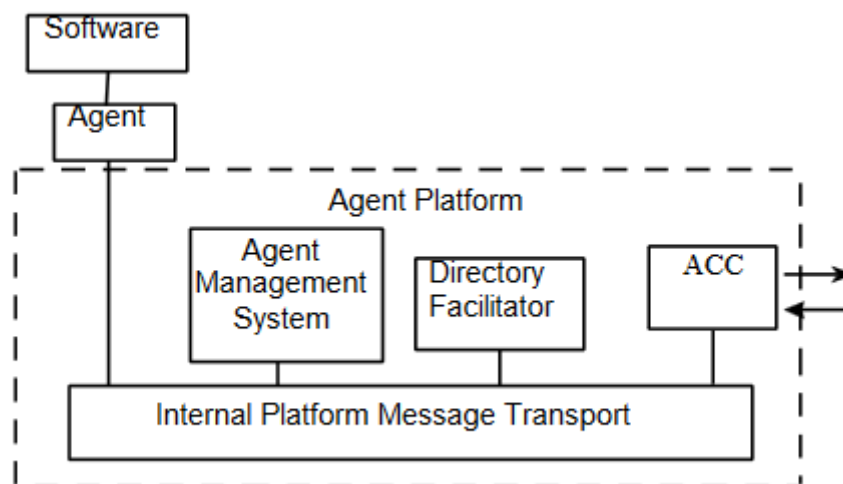 Software
Agent
Agent Platform
Agent
Management
System
Directory
Facilitator
ACC
Internal Platform Message Transport